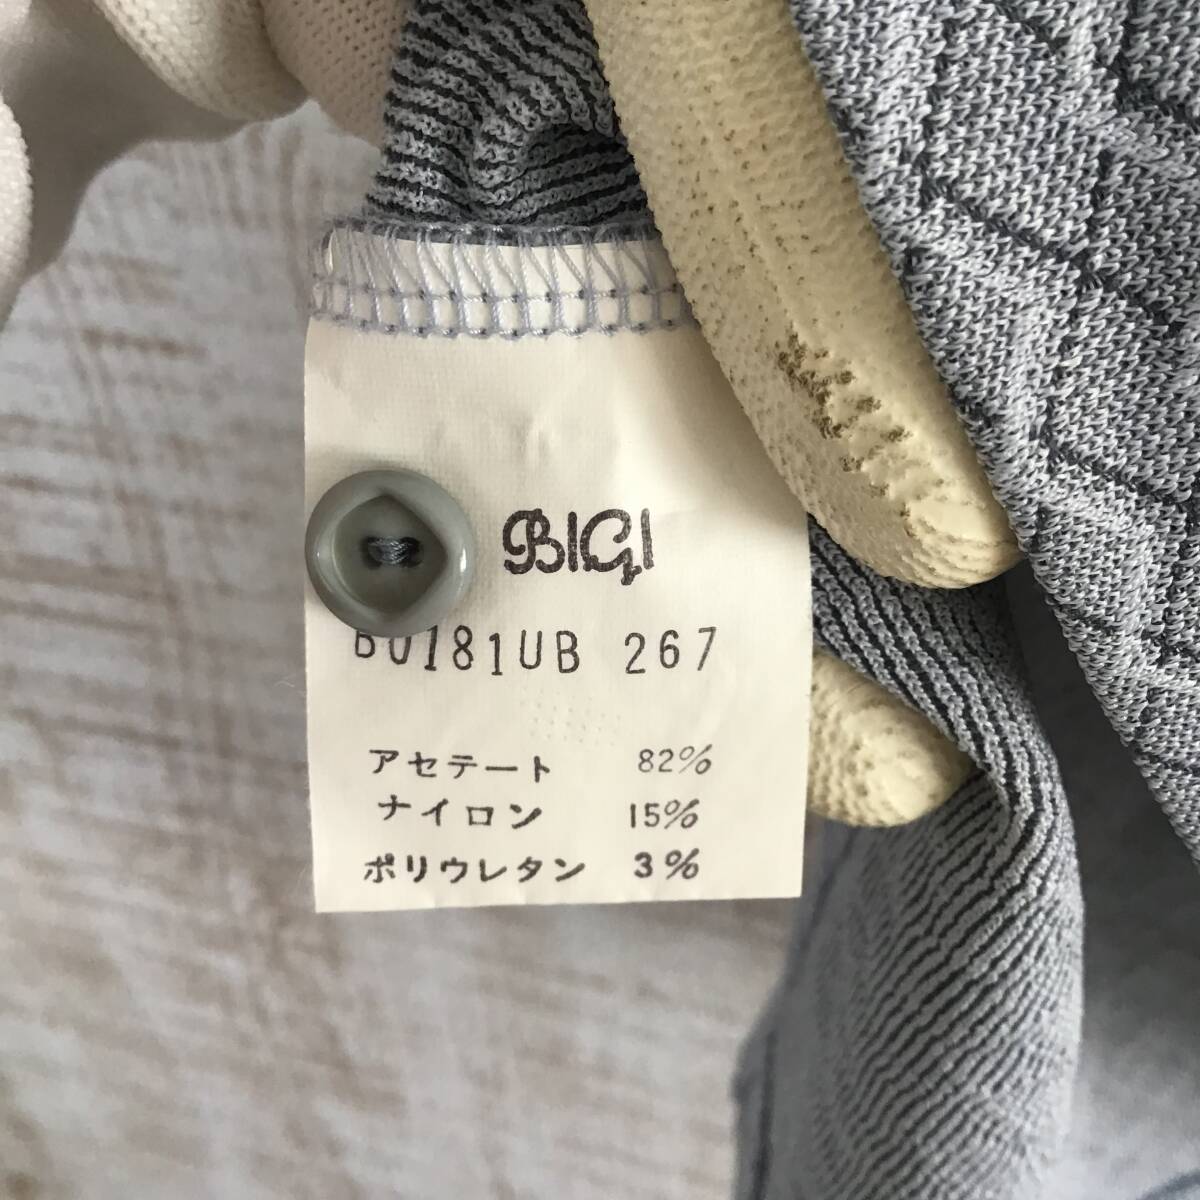 BIGI
B0181UB 267
アセテート 82%
ナイロン 15%
ポリウレタン 3%